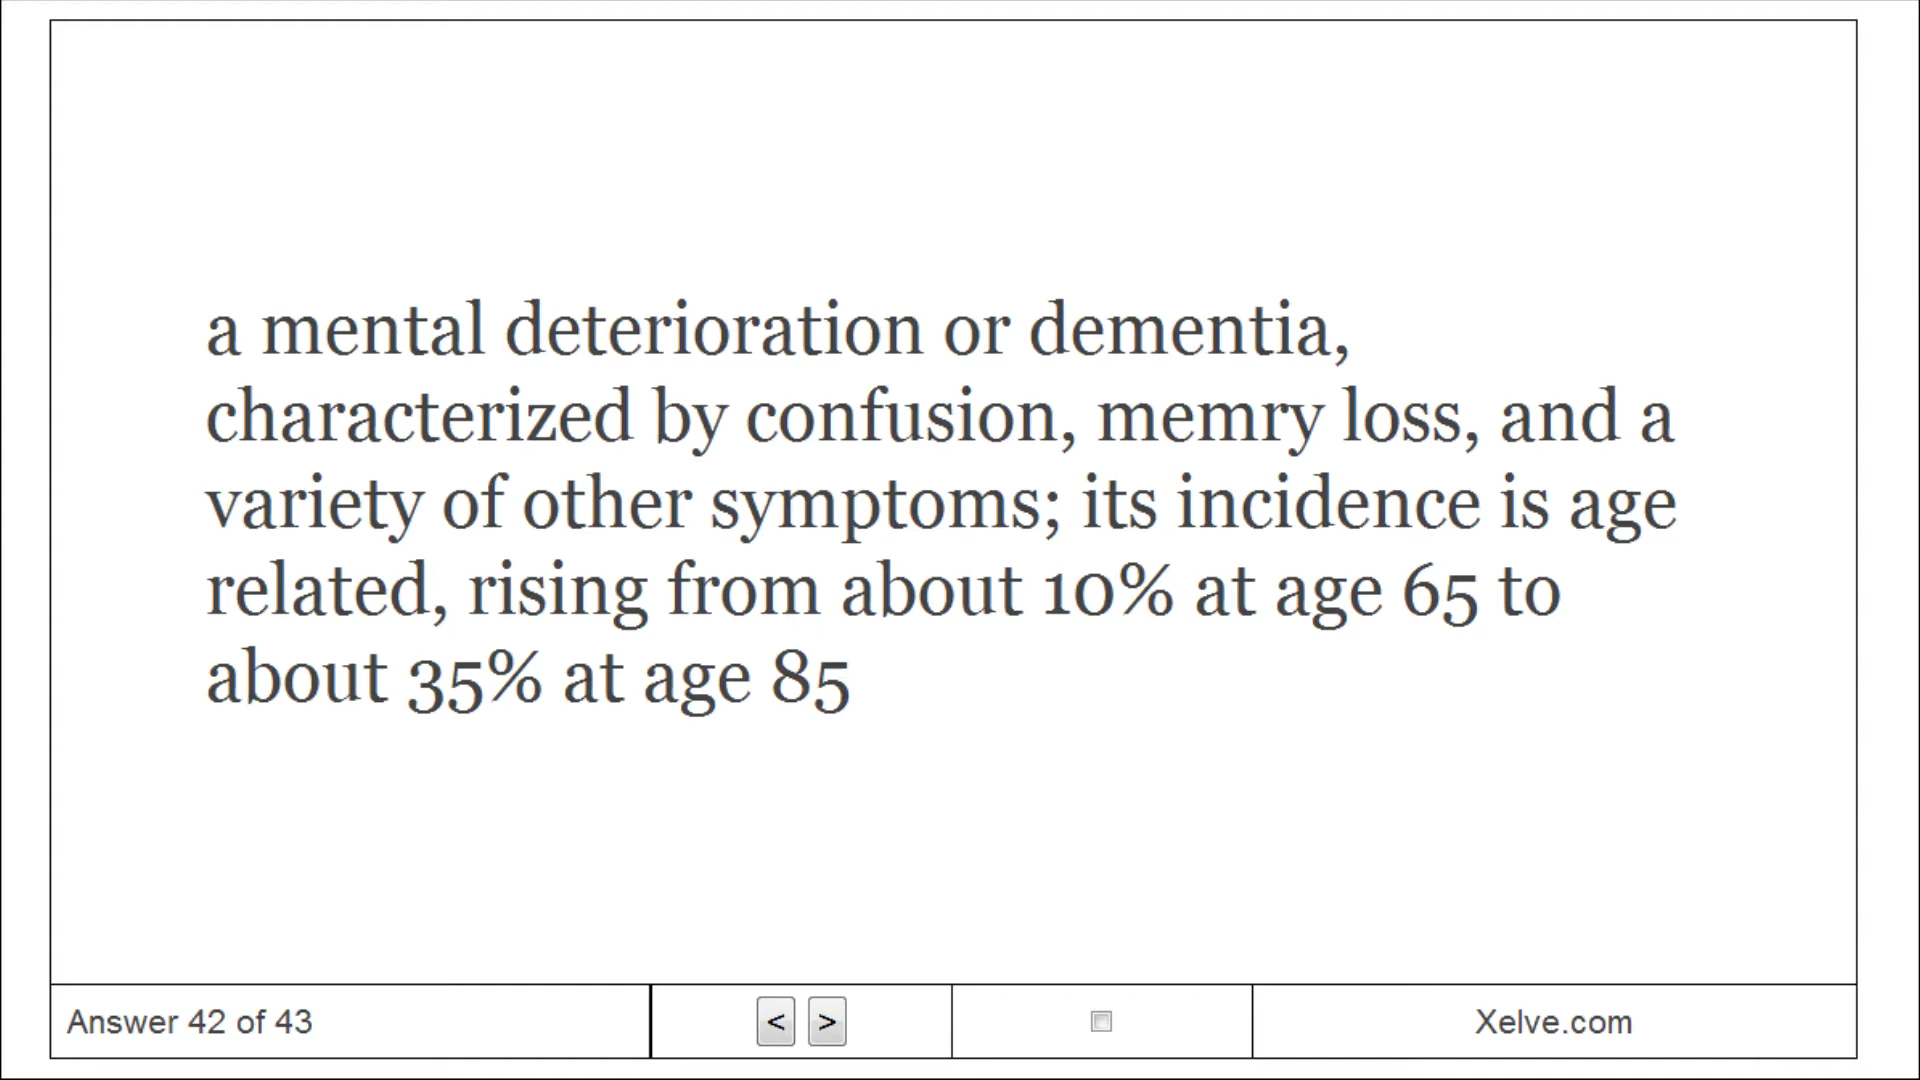 a mental deterioration or dementia,
characterized by confusion, memry loss, and a
variety of other symptoms; its incidence is age
related, rising from about 10% at age 65 to
about 35% at age 85
Answer 42 of 43
< >
Xelve.com